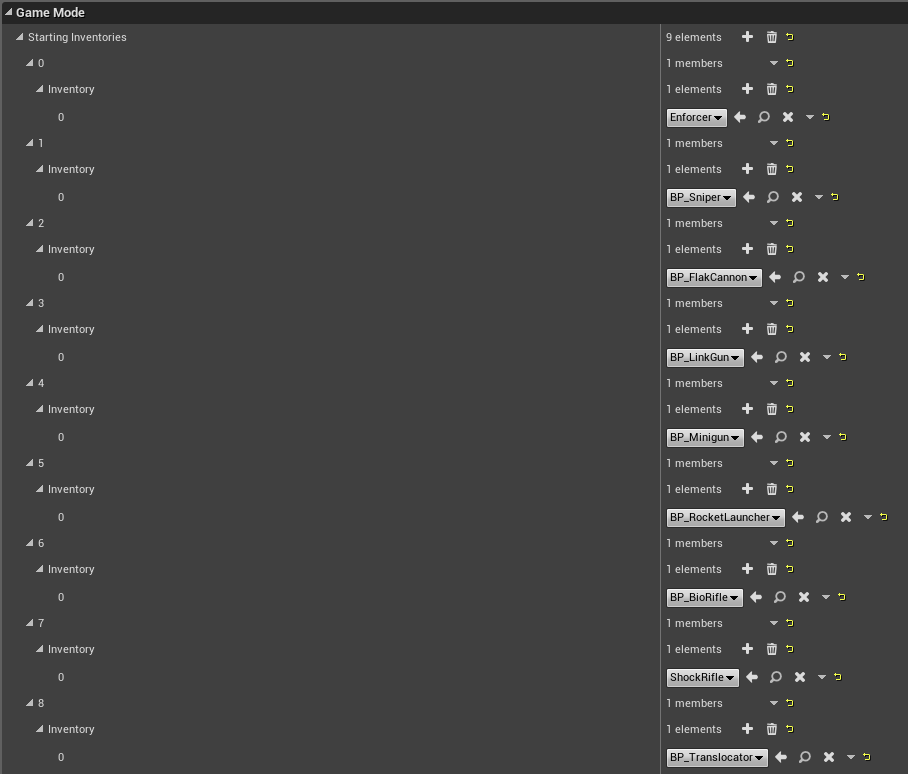 Game Mode
Starting Inventories 9 elements
0 1 members
Inventory 1 elements
0 Enforcer
1 1 members
Inventory 1 elements
0 BP_Sniper
2 1 members
Inventory 1 elements
0 BP_FlakCannon
3 1 members
Inventory 1 elements
0 BP_LinkGun
4 1 members
Inventory 1 elements
0 BP_Minigun
5 1 members
Inventory 1 elements
0 BP_RocketLauncher
6 1 members
Inventory 1 elements
0 BP_BioRifle
7 1 members
Inventory 1 elements
0 ShockRifle
8 1 members
Inventory 1 elements
0 BP_Translocator